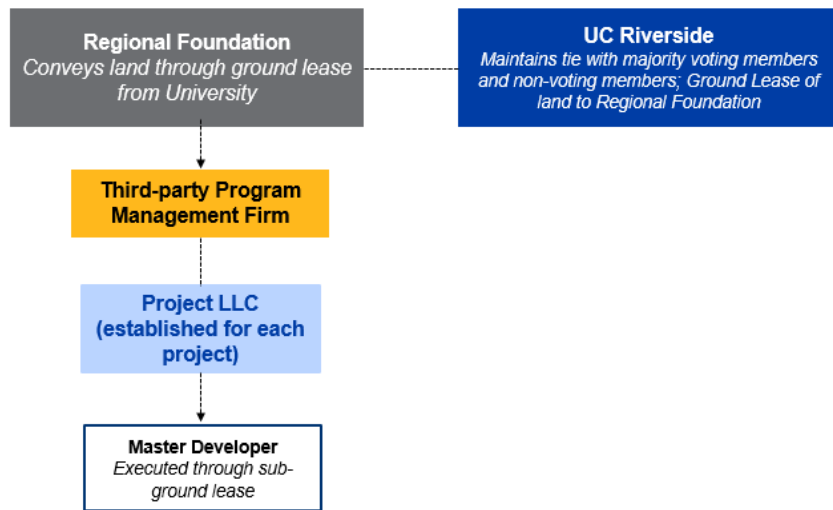 Regional Foundation
Conveys land through ground lease
from University
UC Riverside
Maintains tie with majority voting members
and non-voting members; Ground Lease of
land to Regional Foundation
Third-party Program
Management Firm
Project LLC
(established for each
project)
Master Developer
Executed through sub-
ground lease